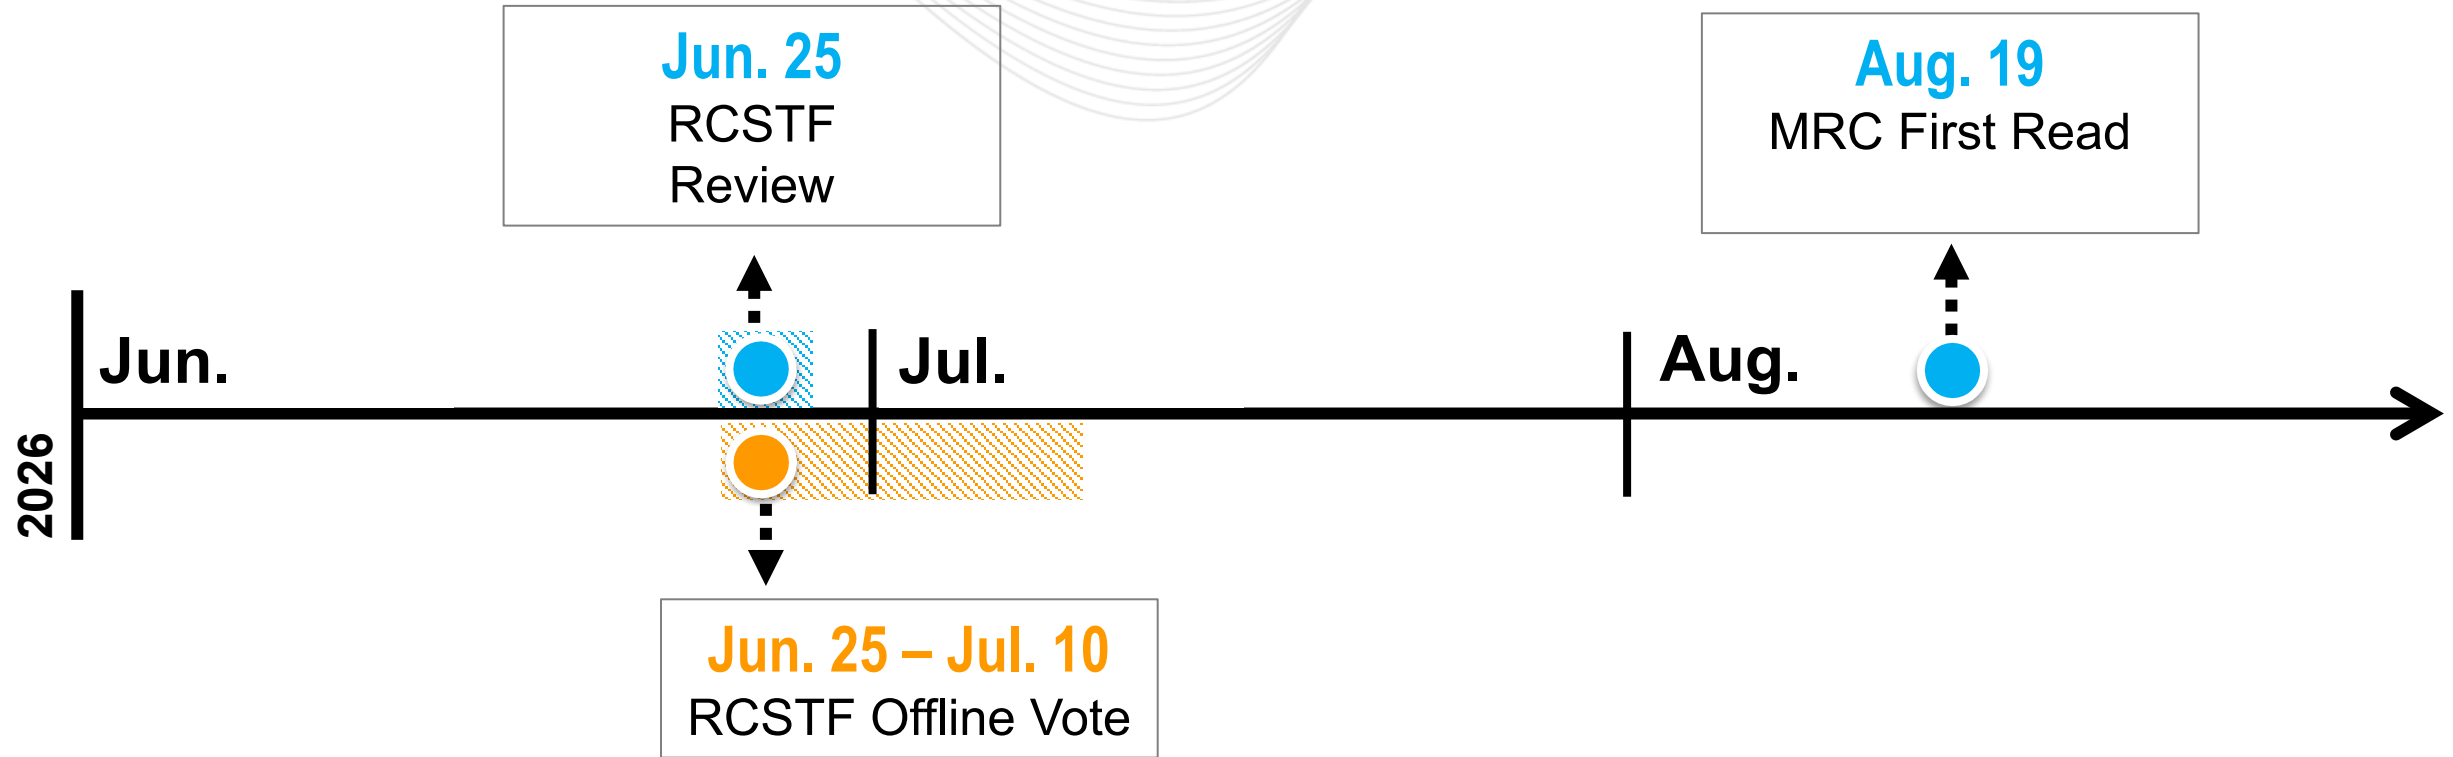 Jun. 25
RCSTF
Review
Aug. 19
MRC First Read
Jun.
Jul.
Aug.
2026
Jun. 25 – Jul. 10
RCSTF Offline Vote